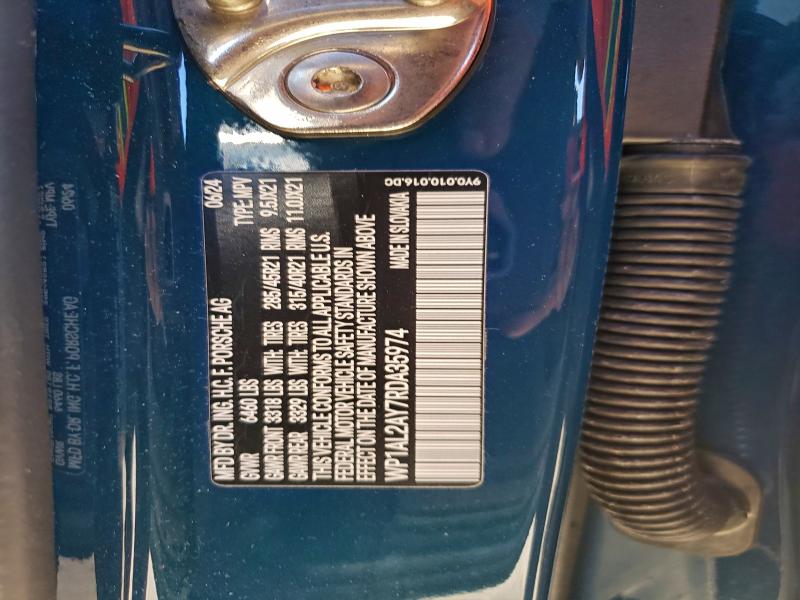 MFD BY DR. ING. H.C. F. PORSCHE AG 06/24
GVWR 6460 LBS TYPE: MPV
GAWR FRONT 3318 LBS WITH: TIRES 285/45R21 RIMS 9.5JX21
GAWR REAR 3329 LBS WITH: TIRES 315/40R21 RIMS 11.0JX21
THIS VEHICLE CONFORMS TO ALL APPLICABLE U.S.
FEDERAL MOTOR VEHICLE SAFETY STANDARDS IN
EFFECT ON THE DATE OF MANUFACTURE SHOWN ABOVE
WP1AL2AY7RDA35974 MADE IN SLOVAKIA
9Y0.010.016.DC